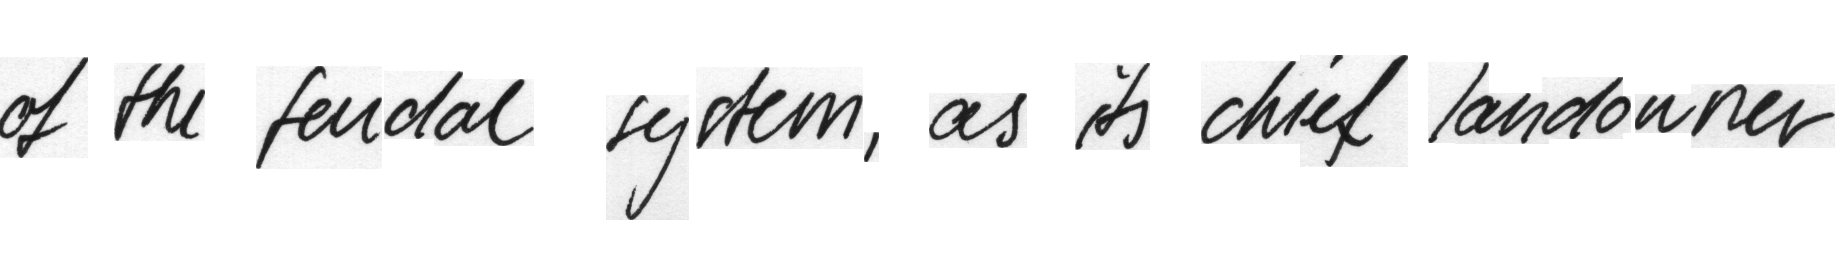 of the feudal system, as its chief landowner